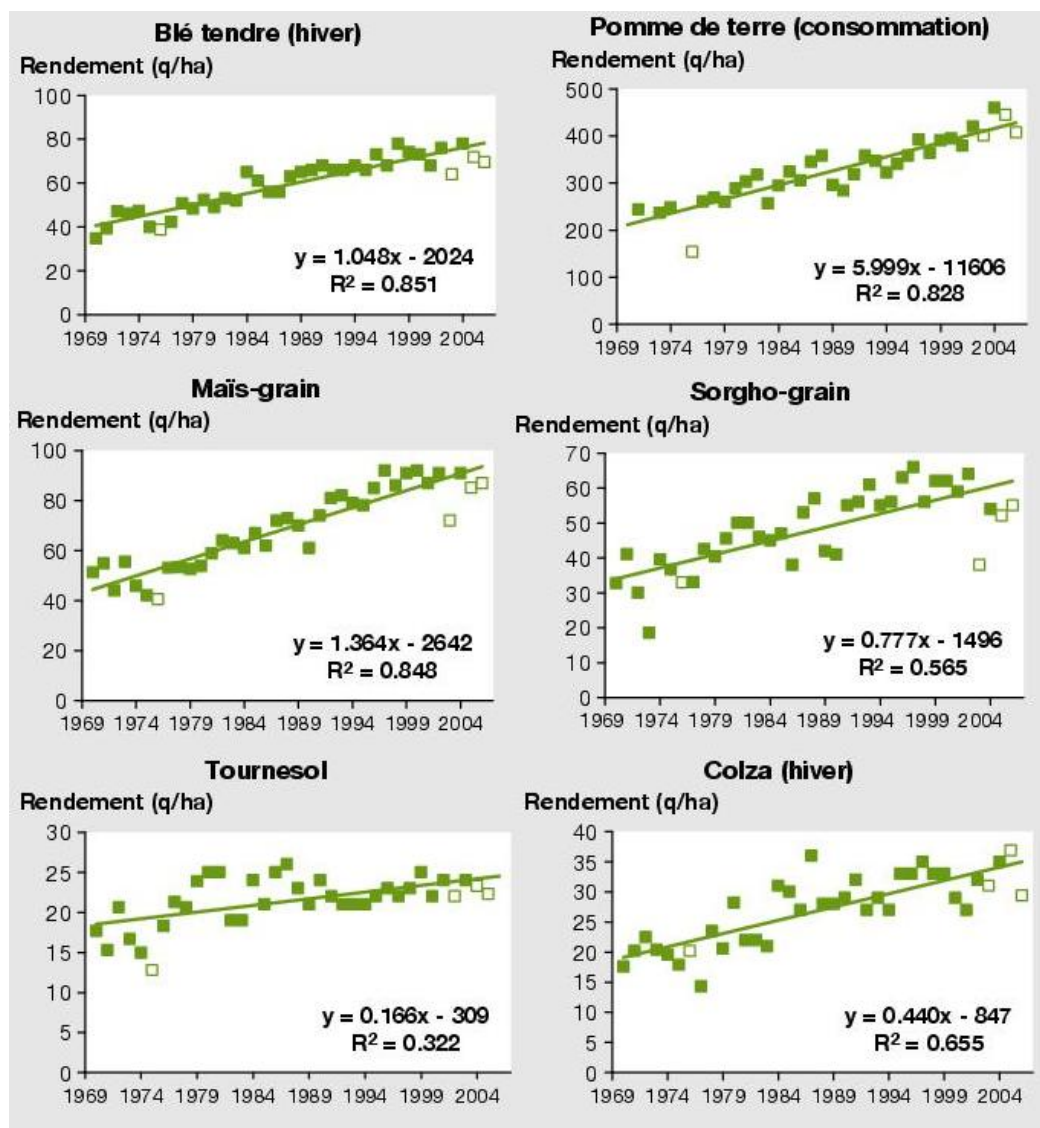 Blé tendre (hiver)
Rendement (q/ha)
100
80
60
40
20
0
1969 1974 1979 1984 1989 1994 1999 2004
y = 1.048x - 2024
R² = 0.851
Pomme de terre (consommation)
Rendement (q/ha)
500
400
300
200
100
0
1969 1974 1979 1984 1989 1994 1999 2004
y = 5.999x - 11606
R² = 0.828
Maïs-grain
Rendement (q/ha)
100
80
60
40
20
0
1969 1974 1979 1984 1989 1994 1999 2004
y = 1.364x - 2642
R² = 0.848
Sorgho-grain
Rendement (q/ha)
70
60
50
40
30
20
10
0
1969 1974 1979 1984 1989 1994 1999 2004
y = 0.777x - 1496
R² = 0.565
Tournesol
Rendement (q/ha)
30
25
20
15
10
5
0
1969 1974 1979 1984 1989 1994 1999 2004
y = 0.166x - 309
R² = 0.322
Colza (hiver)
Rendement (q/ha)
40
35
30
25
20
15
10
5
0
1969 1974 1979 1984 1989 1994 1999 2004
y = 0.440x - 847
R² = 0.655